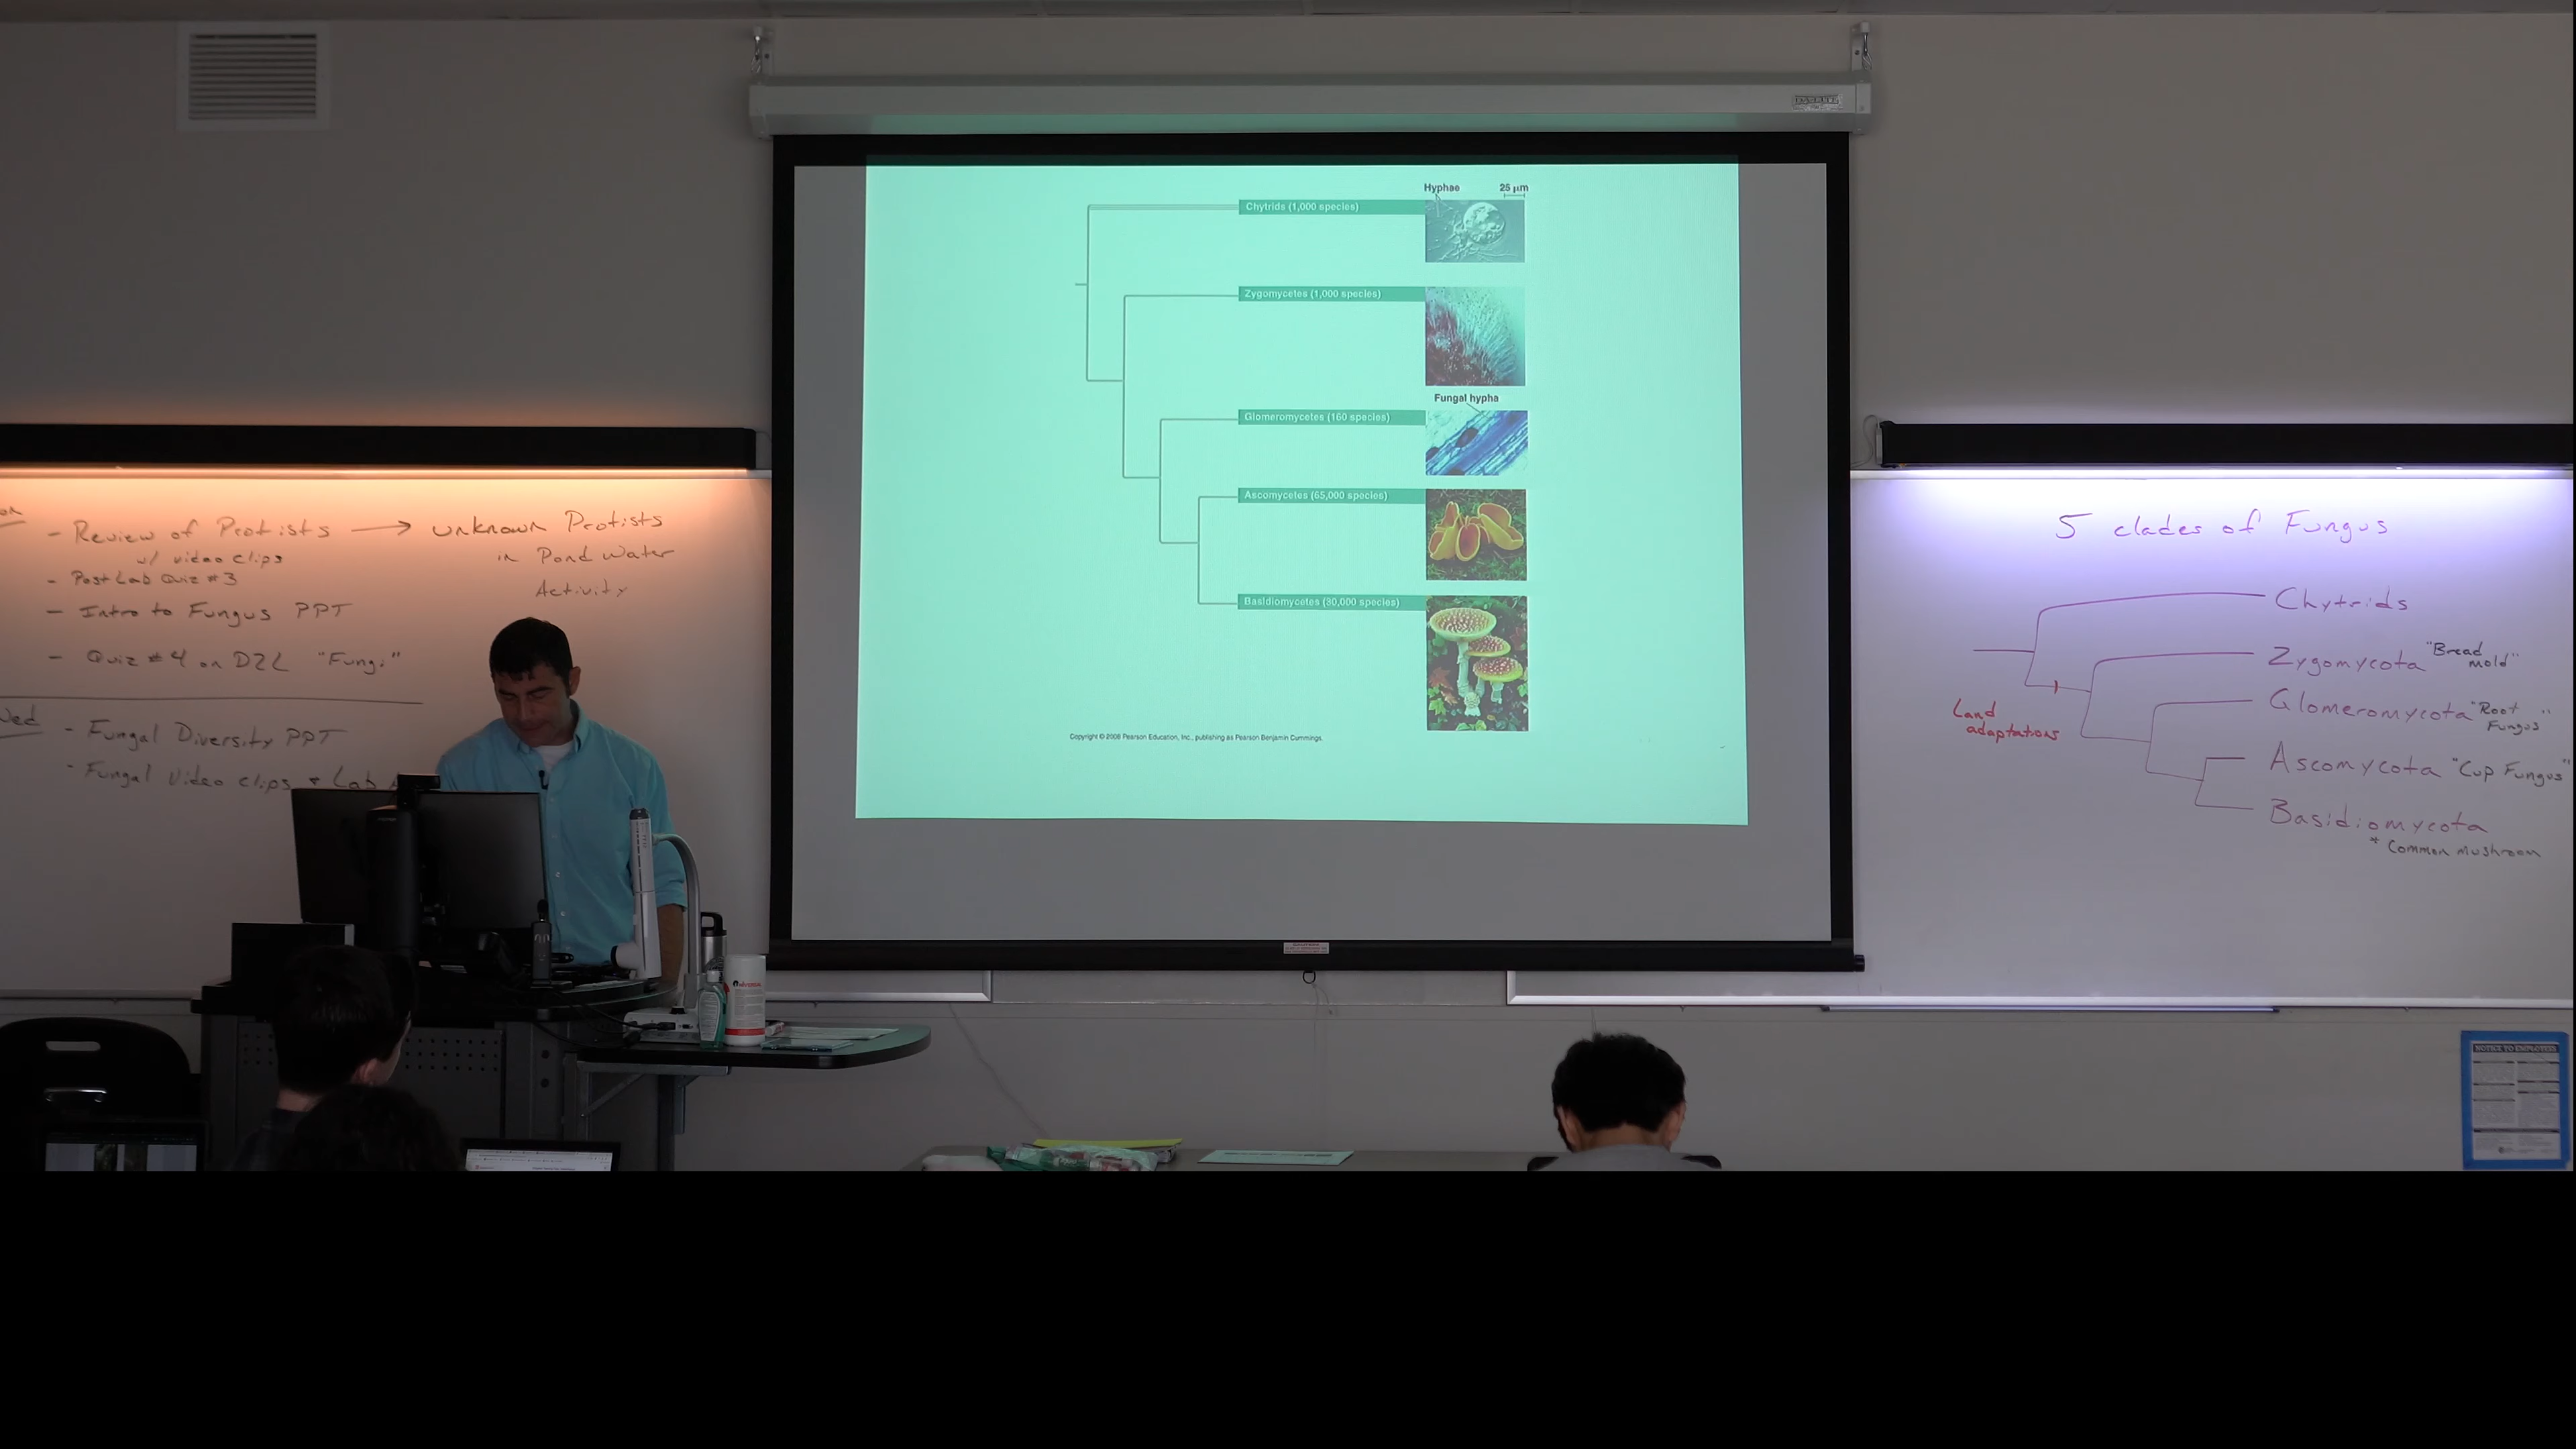 - Review of Protists → unknown Protists
w/ video clips
in Pond Water
Activity
- Post Lab Quiz #3
- Intro to Fungus PPT
- Quiz #4 on D2L "Fungi"
- Fungal Diversity PPT
- Fungal Video clips + Lab
Hyphae
25 μm
Chytrids (1,000 species)
Zygomycetes (1,000 species)
Fungal hypha
Glomeromycetes (160 species)
Ascomycetes (65,000 species)
Basidiomycetes (30,000 species)
Copyright © 2008 Pearson Education, Inc., publishing as Pearson Benjamin Cummings.
5 clades of Fungus
Chytrids
Zygomycota "Bread mold"
Glomeromycota "Root Fungus"
Land
adaptations
Ascomycota "Cup Fungus"
Basidiomycota
* Common mushroom
NOTICE TO EMPLOYEES